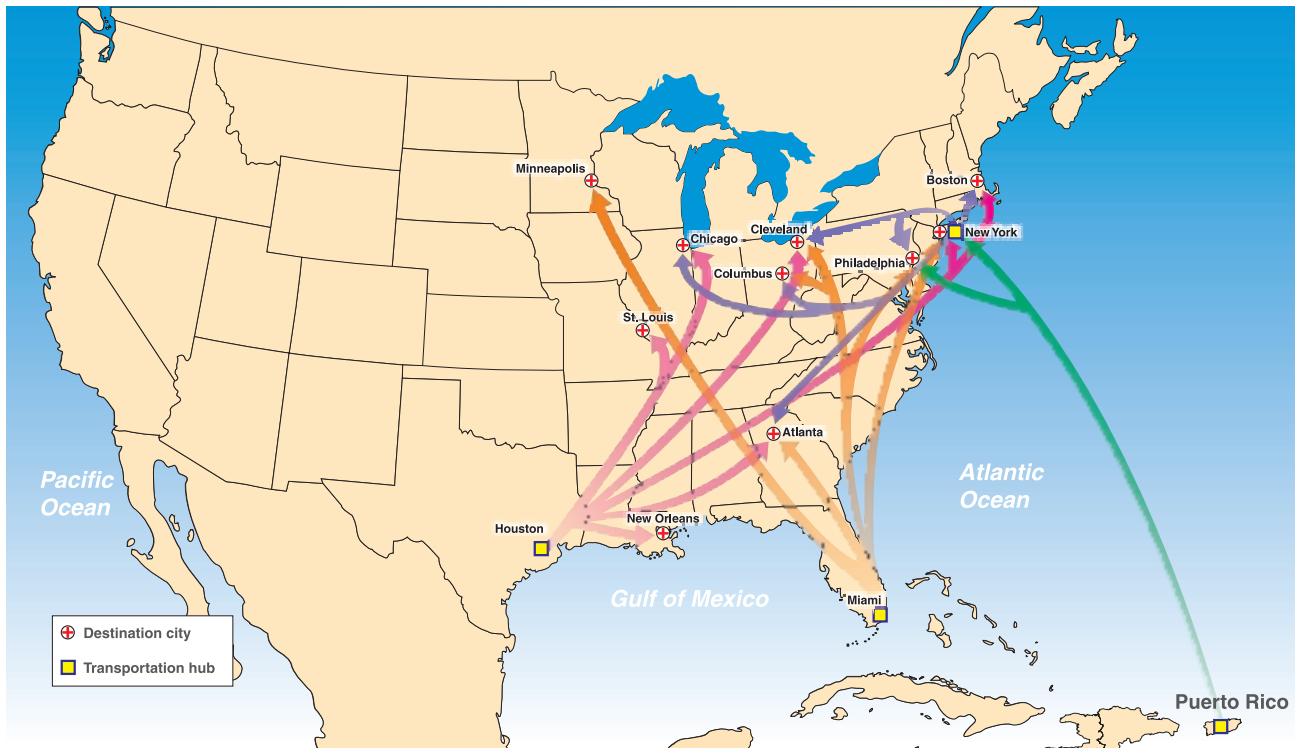 Minneapolis
Boston
New York
Chicago
Cleveland
Philadelphia
Columbus
St. Louis
Atlanta
Pacific
Ocean
Atlantic
Ocean
New Orleans
Houston
Gulf of Mexico
Miami
Destination city
Transportation hub
Puerto Rico